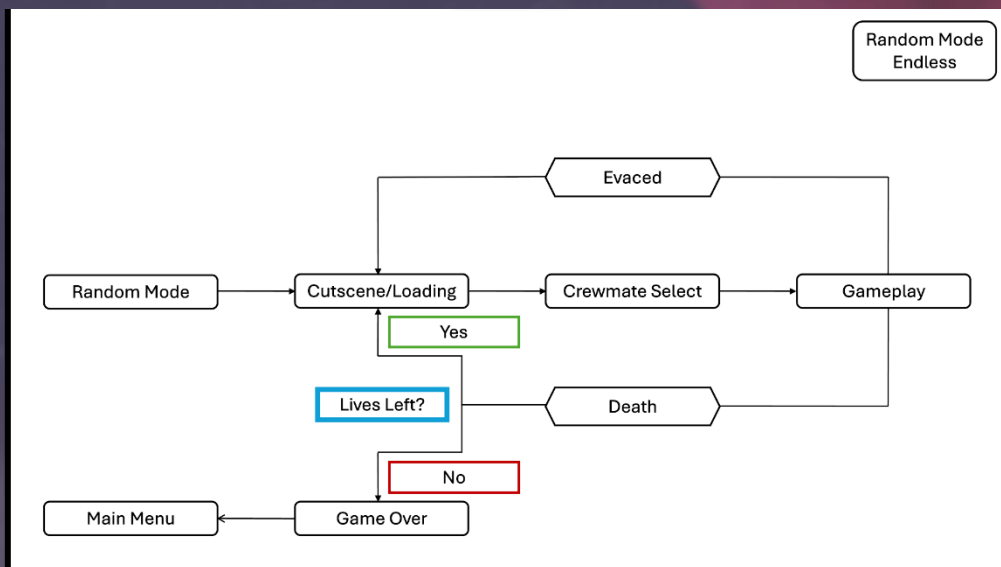 Random Mode
Endless
Evaced
Random Mode
Cutscene/Loading
Crewmate Select
Gameplay
Yes
Lives Left?
Death
No
Main Menu
Game Over